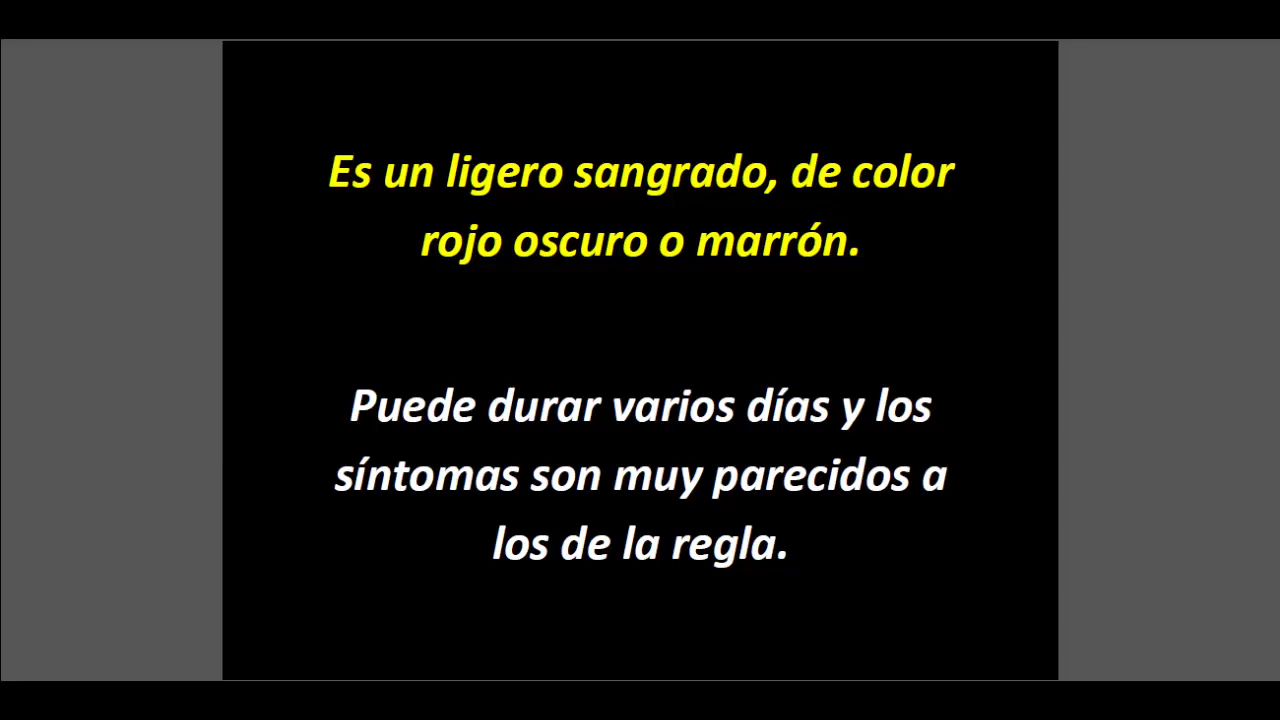 Es un ligero sangrado, de color
rojo oscuro o marrón.
Puede durar varios días y los
síntomas son muy parecidos a
los de la regla.